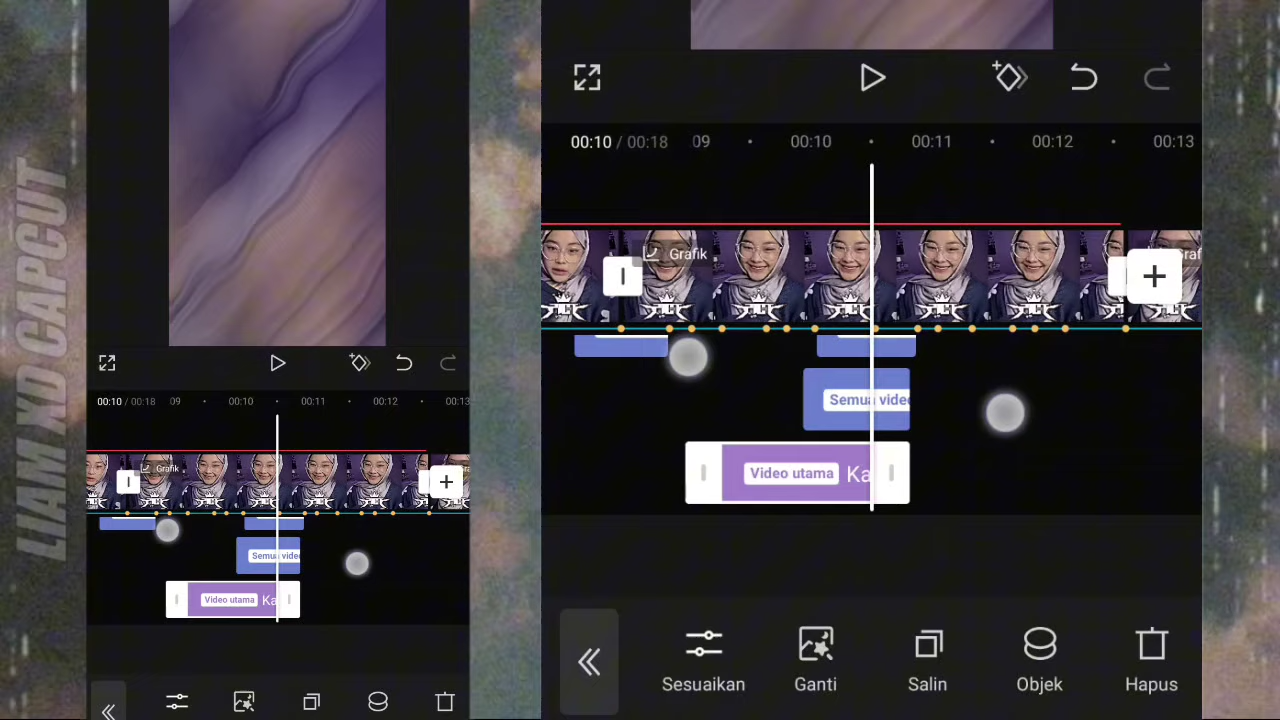 LIAM XD CAPCUT
00:10 / 00:18 09 00:10 00:11 00:12 00:13
Grafik
Semua video
Video utama Ka
00:10 / 00:18 09 00:10 00:11 00:12 00:13
Grafik
Semua video
Video utama Ka
Sesuaikan Ganti Salin Objek Hapus